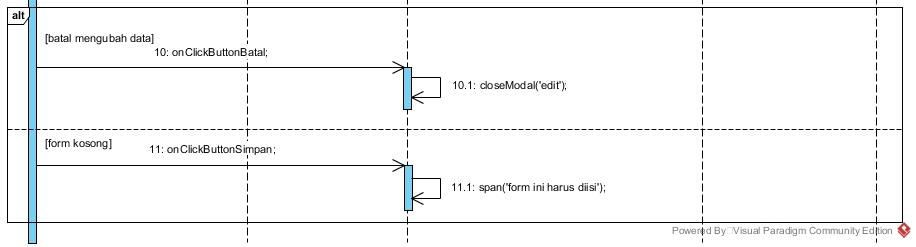 alt
[batal mengubah data]
10: onClickButtonBatal;
10.1: closeModal('edit');
[form kosong]
11: onClickButtonSimpan;
11.1: span('form ini harus diisi');
Powered By Visual Paradigm Community Edition